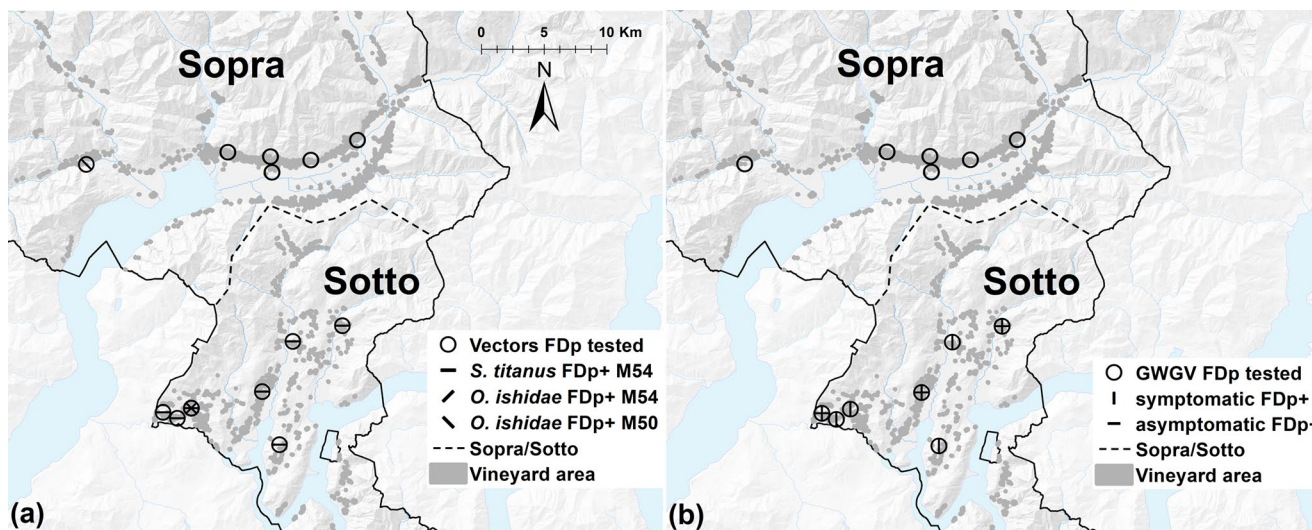 Sopra
0 5 10 Km
N
Sotto
Vectors FDp tested
S. titanus FDp+ M54
O. ishidae FDp+ M54
O. ishidae FDp+ M50
Sopra/Sotto
Vineyard area
(a)
Sopra
Sotto
GWGV FDp tested
symptomatic FDp+
asymptomatic FDp+
Sopra/Sotto
Vineyard area
(b)